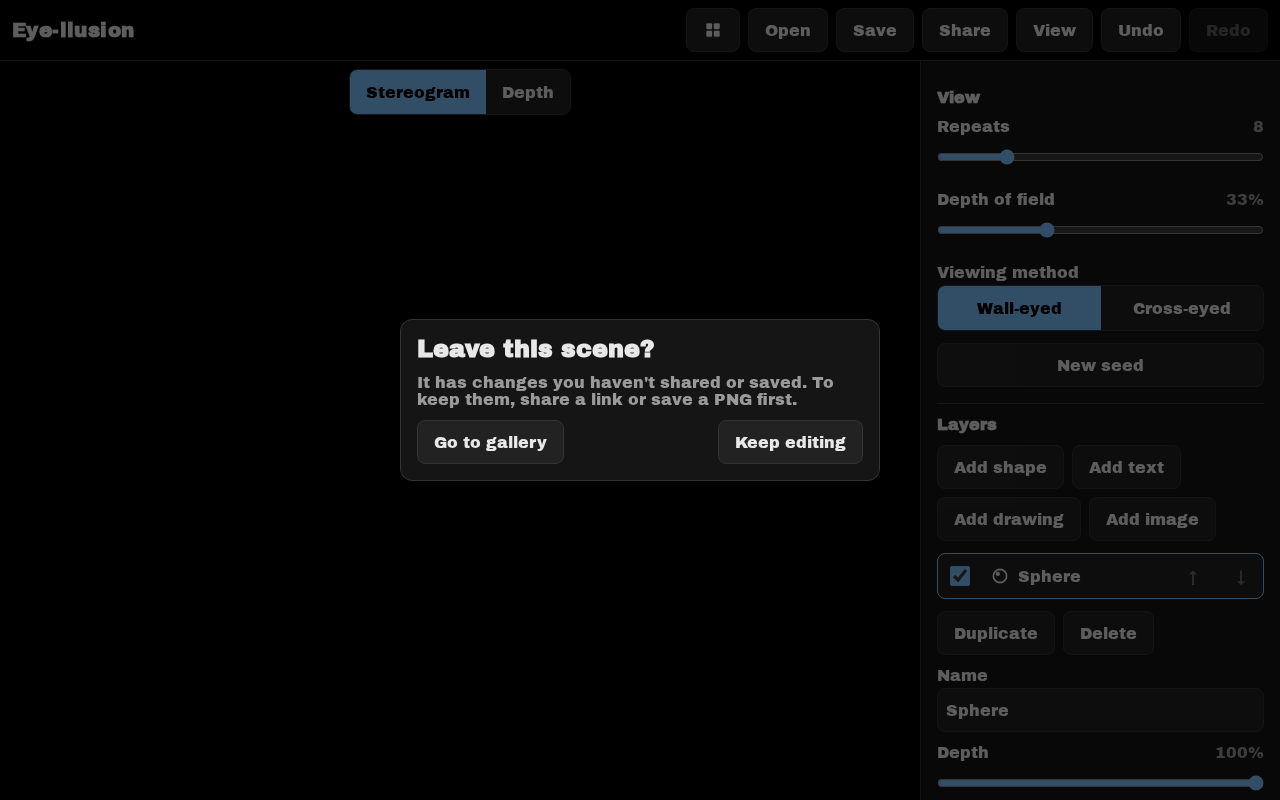 Eye-llusion
Open
Save
Share
View
Undo
Redo
Stereogram
Depth
View
Repeats
8
Depth of field
33%
Viewing method
Wall-eyed
Cross-eyed
New seed
Layers
Add shape
Add text
Add drawing
Add image
Sphere
↑
↓
Duplicate
Delete
Name
Sphere
Depth
100%
Leave this scene?
It has changes you haven't shared or saved. To
keep them, share a link or save a PNG first.
Go to gallery
Keep editing